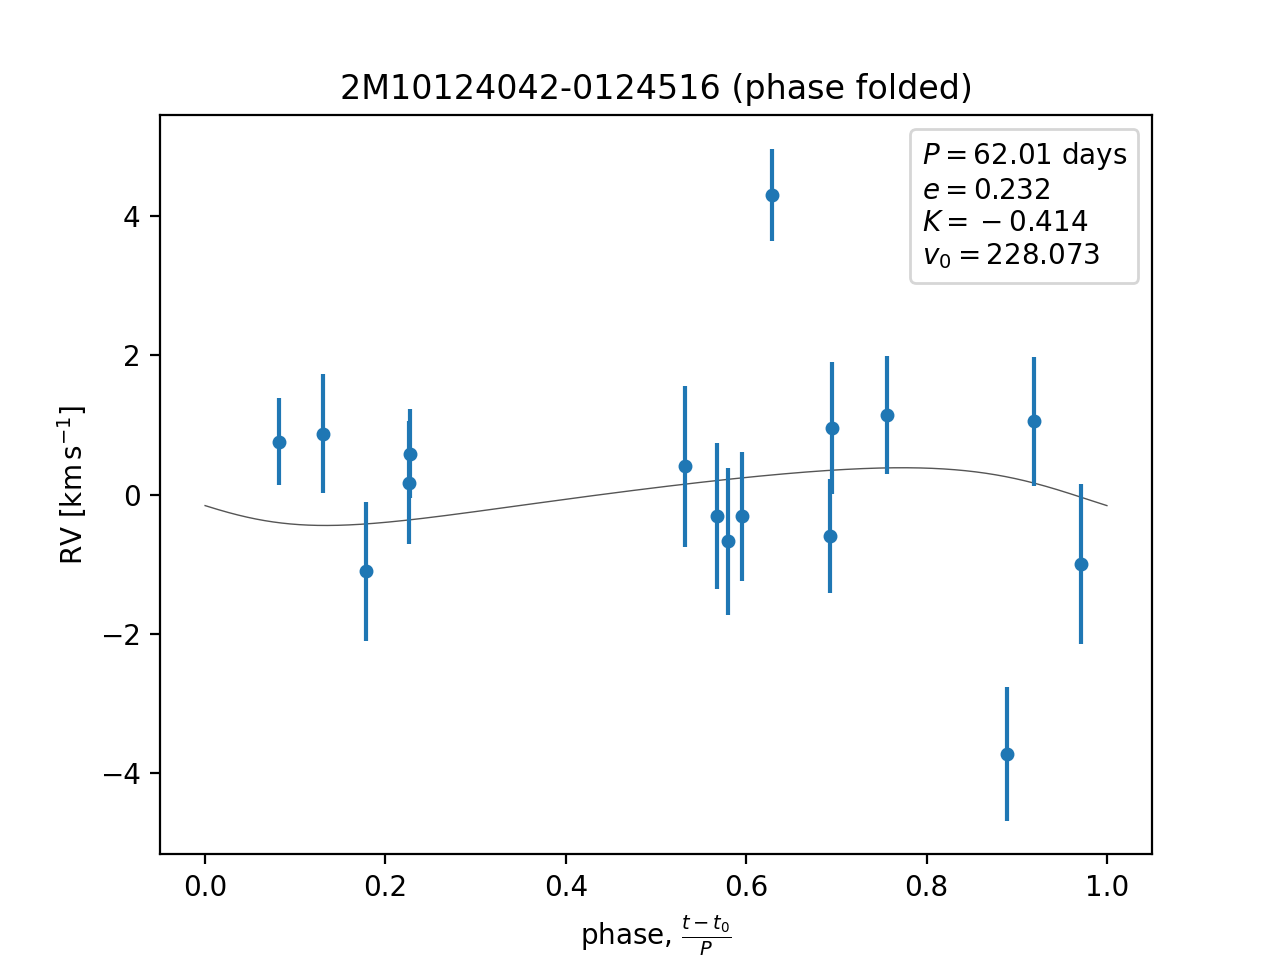 2M10124042-0124516 (phase folded)
P = 62.01 days
e = 0.232
K = −0.414
v₀ = 228.073
4
2
0
−2
−4
RV [km s⁻¹]
0.0 0.2 0.4 0.6 0.8 1.0
phase, (t − t₀)/P